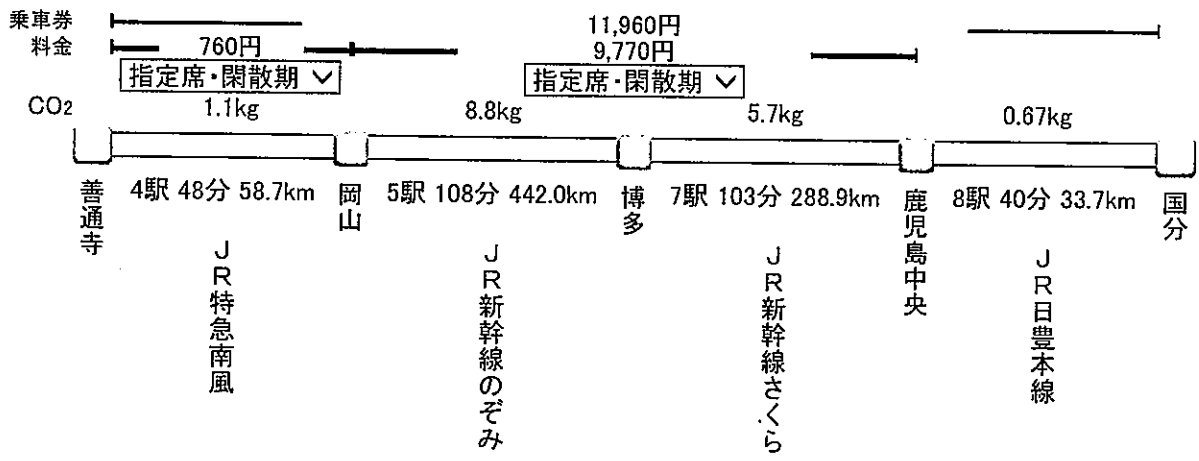 乗車券 11,960円
料金 760円 9,770円
指定席・閑散期 指定席・閑散期
CO2 1.1kg 8.8kg 5.7kg 0.67kg
善通寺 4駅 48分 58.7km 岡山 5駅 108分 442.0km 博多 7駅 103分 288.9km 鹿児島中央 8駅 40分 33.7km 国分
JR特急南風
JR新幹線のぞみ
JR新幹線さくら
JR日豊本線